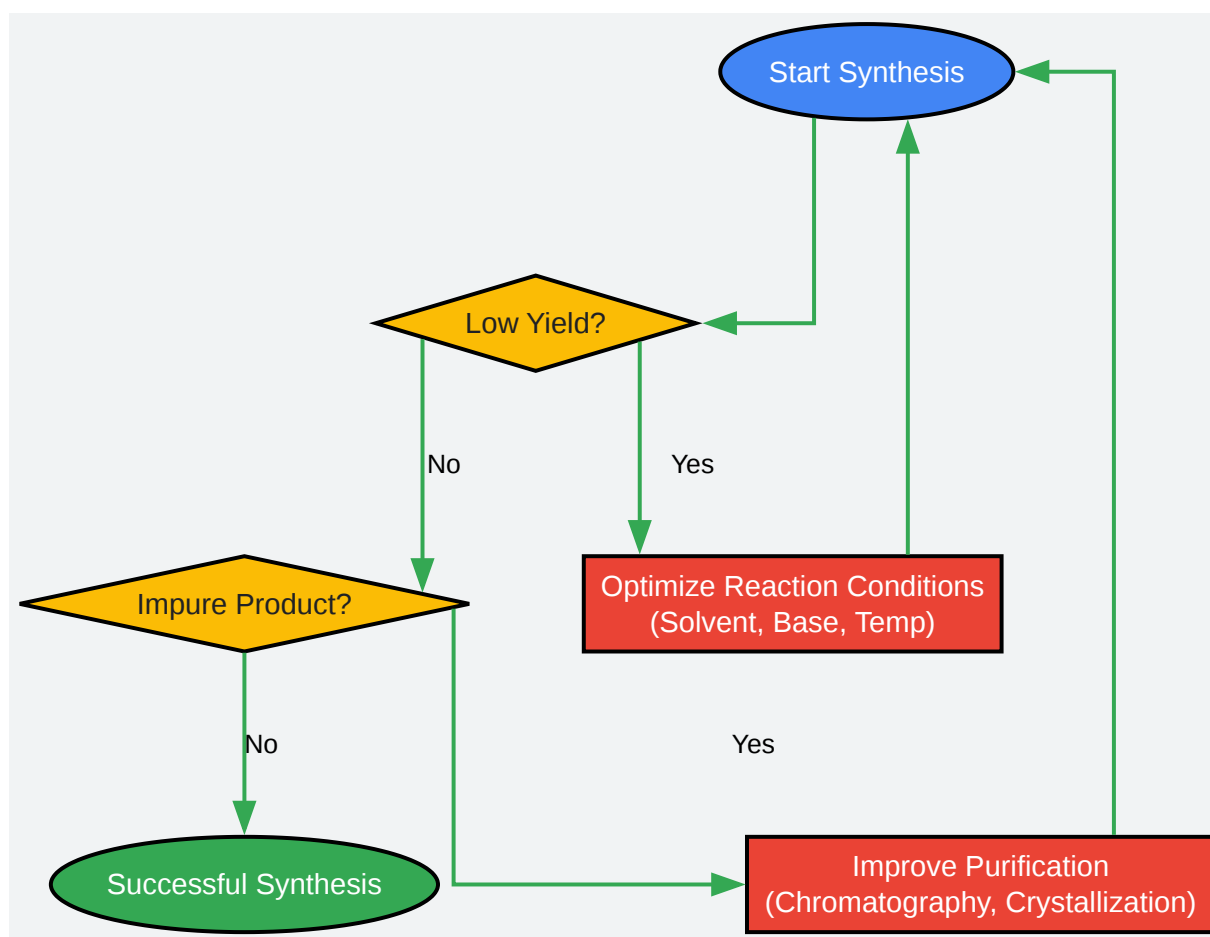 Start Synthesis
Low Yield?
No
Yes
Impure Product?
Optimize Reaction Conditions
(Solvent, Base, Temp)
No
Yes
Successful Synthesis
Improve Purification
(Chromatography, Crystallization)